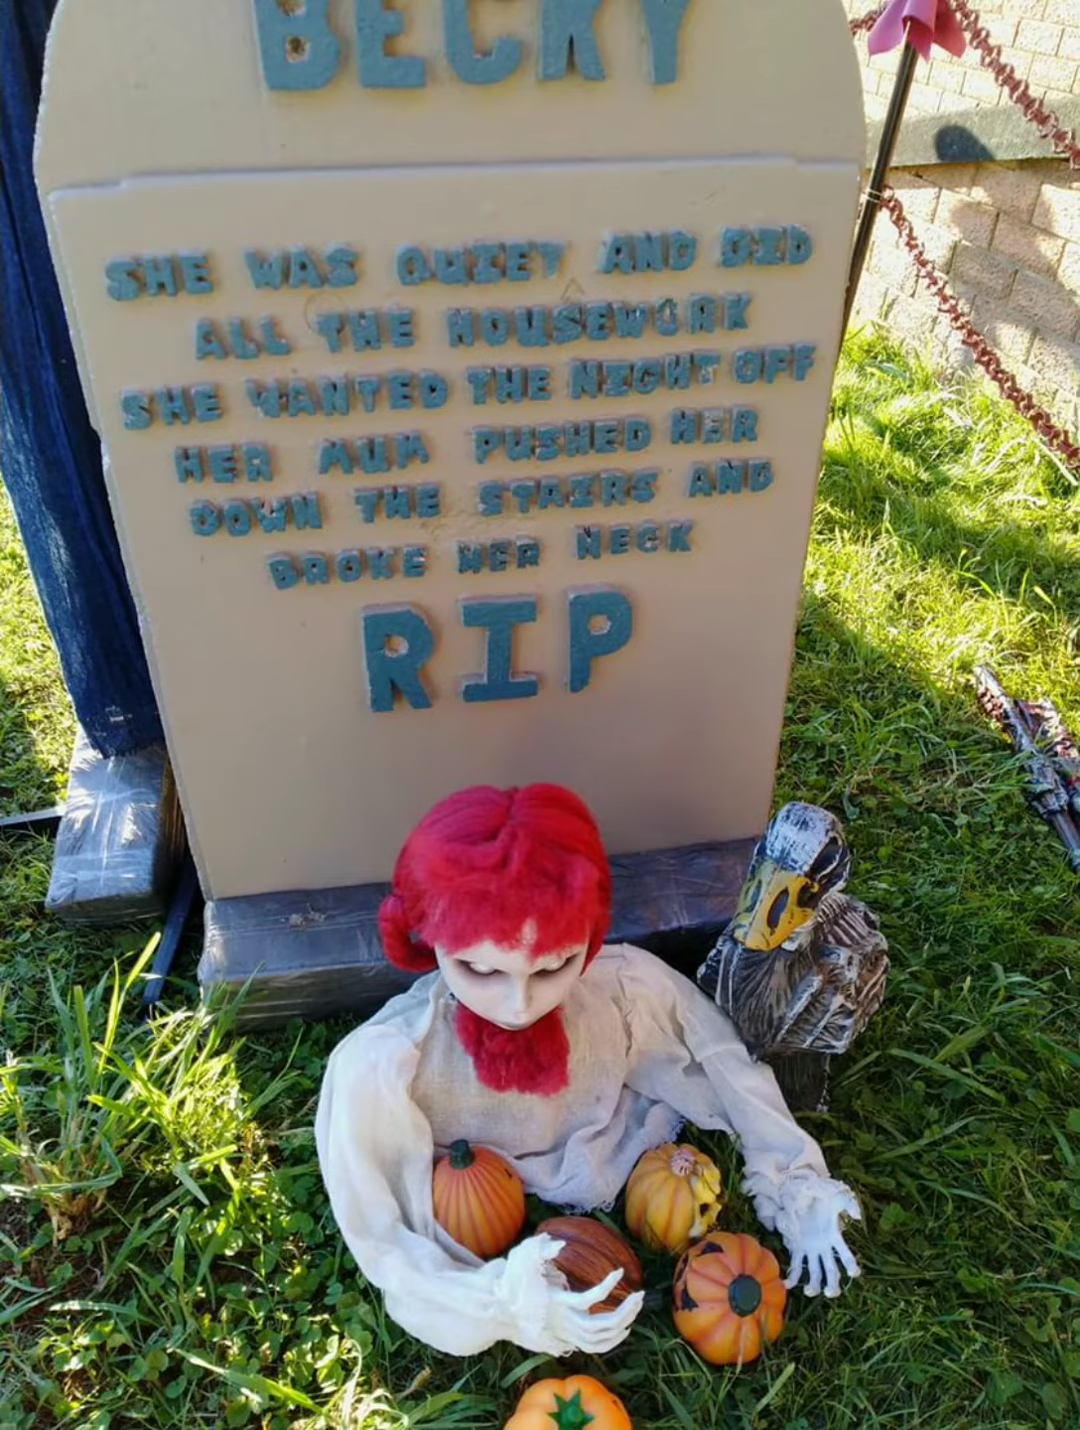 BECKY
SHE WAS QUIET AND DID
ALL THE HOUSEWORK
SHE WANTED THE NIGHT OFF
HER MUM PUSHED HER
DOWN THE STAIRS AND
BROKE HER NECK
RIP